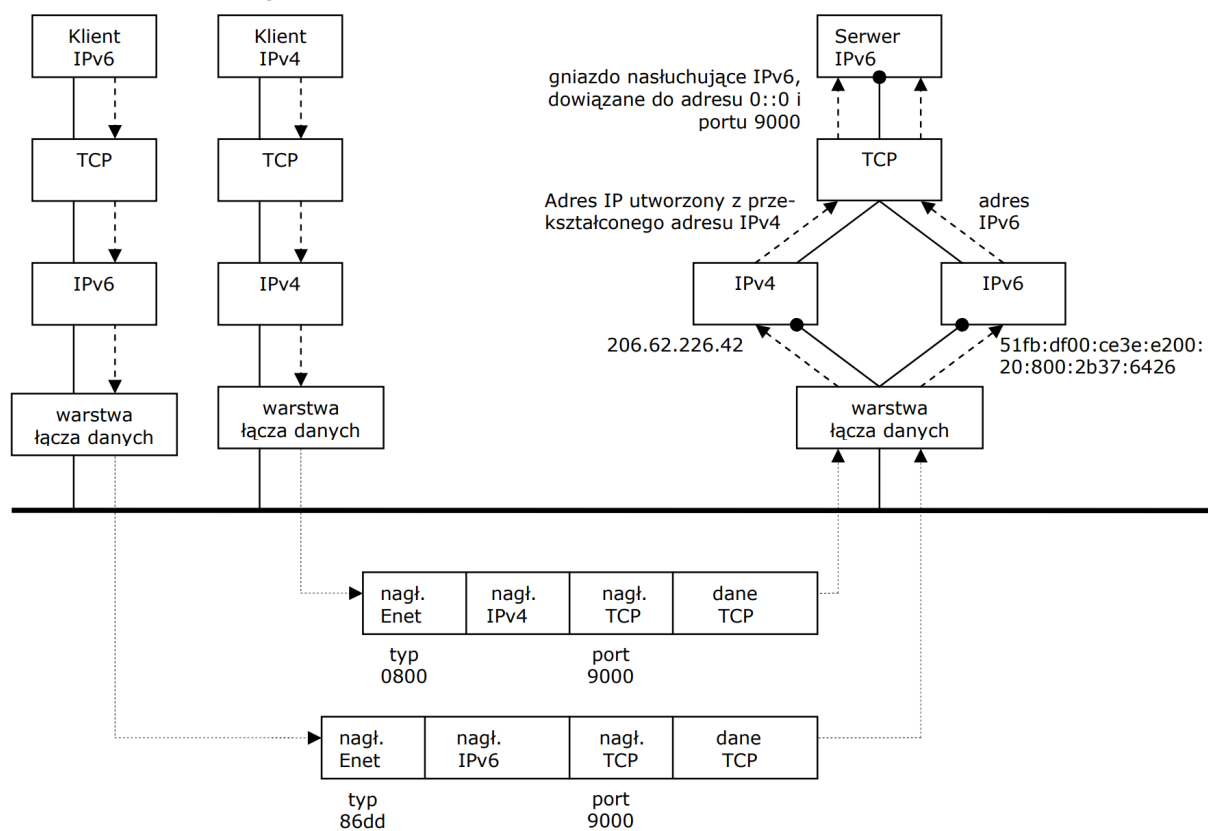 Klient
IPv6
Klient
IPv4
Serwer
IPv6
gniazdo nasłuchujące IPv6,
dowiązane do adresu 0::0 i
portu 9000
TCP
TCP
TCP
Adres IP utworzony z prze-
kształconego adresu IPv4
adres
IPv6
IPv6
IPv4
IPv4
IPv6
206.62.226.42
51fb:df00:ce3e:e200:
20:800:2b37:6426
warstwa
łącza danych
warstwa
łącza danych
warstwa
łącza danych
nagł.
Enet
nagł.
IPv4
nagł.
TCP
dane
TCP
typ
0800
port
9000
nagł.
Enet
nagł.
IPv6
nagł.
TCP
dane
TCP
typ
86dd
port
9000